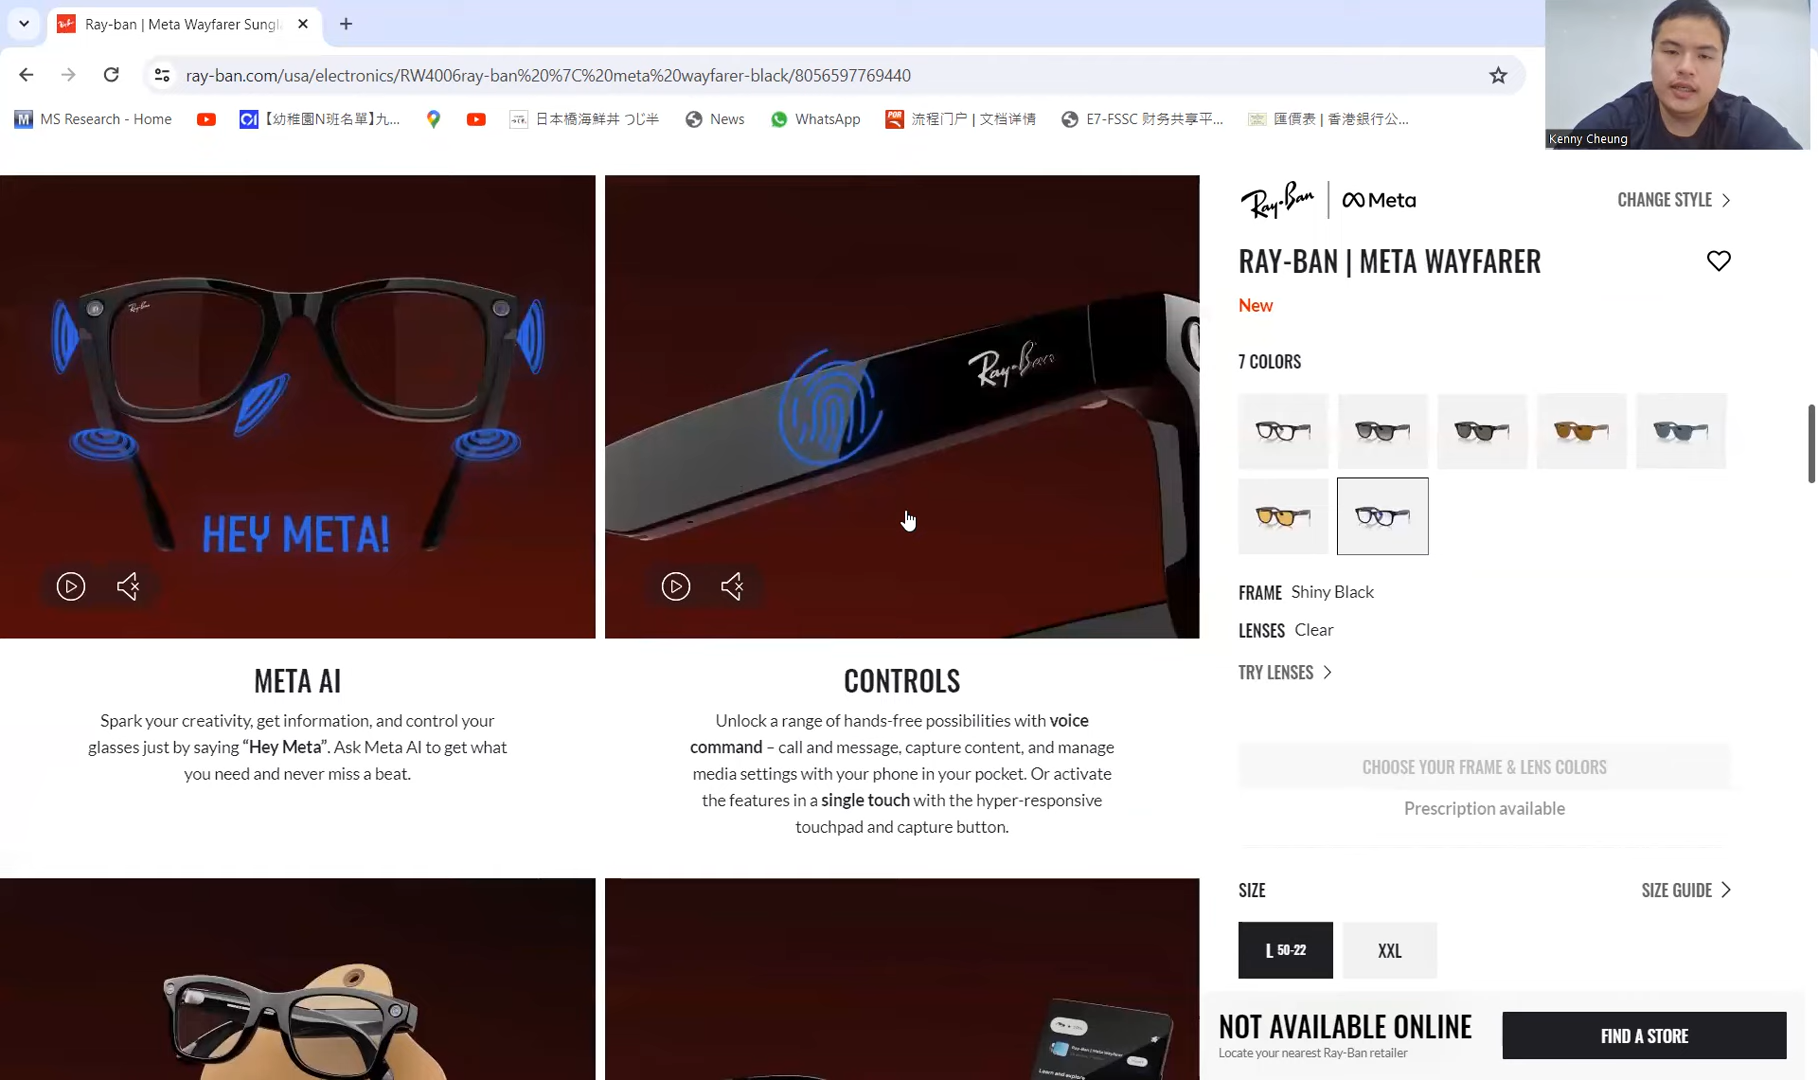 Ray-ban | Meta Wayfarer Sungl
ray-ban.com/usa/electronics/RW4006ray-ban%20%7C%20meta%20wayfarer-black/8056597769440
MS Research - Home
【幼稚園N班名單】九...
日本橋海鮮丼 つじ半
News
WhatsApp
流程门户 | 文档详情
E7-FSSC 财务共享平...
匯價表 | 香港銀行公...
Kenny Cheung
Ray-Ban
HEY META!
Ray-Ban
META AI
Spark your creativity, get information, and control your
glasses just by saying “Hey Meta”. Ask Meta AI to get what
you need and never miss a beat.
CONTROLS
Unlock a range of hands-free possibilities with voice
command – call and message, capture content, and manage
media settings with your phone in your pocket. Or activate
the features in a single touch with the hyper-responsive
touchpad and capture button.
Ray-Ban | Meta
CHANGE STYLE
RAY-BAN | META WAYFARER
New
7 COLORS
FRAME Shiny Black
LENSES Clear
TRY LENSES
CHOOSE YOUR FRAME & LENS COLORS
Prescription available
SIZE
SIZE GUIDE
L 50-22
XXL
NOT AVAILABLE ONLINE
Locate your nearest Ray-Ban retailer
FIND A STORE